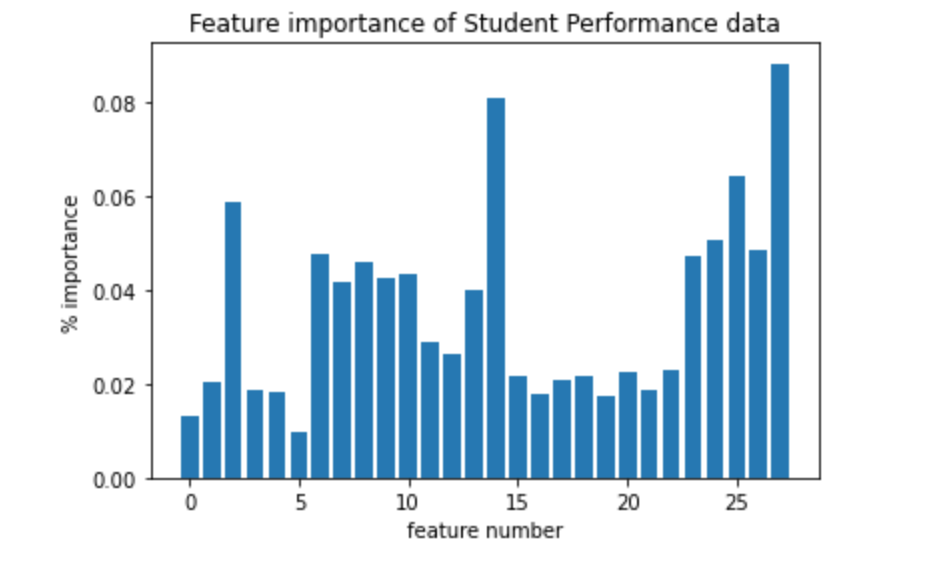 Feature importance of Student Performance data
0.08
0.06
0.04
0.02
0.00
% importance
0 5 10 15 20 25
feature number